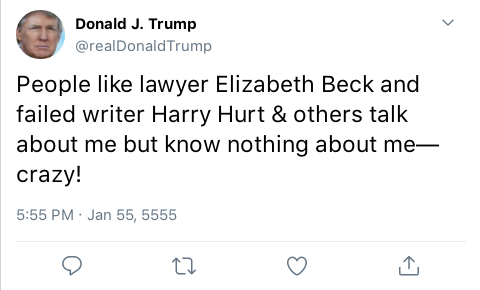 Donald J. Trump
@realDonaldTrump
People like lawyer Elizabeth Beck and
failed writer Harry Hurt & others talk
about me but know nothing about me—
crazy!
5:55 PM · Jan 55, 5555